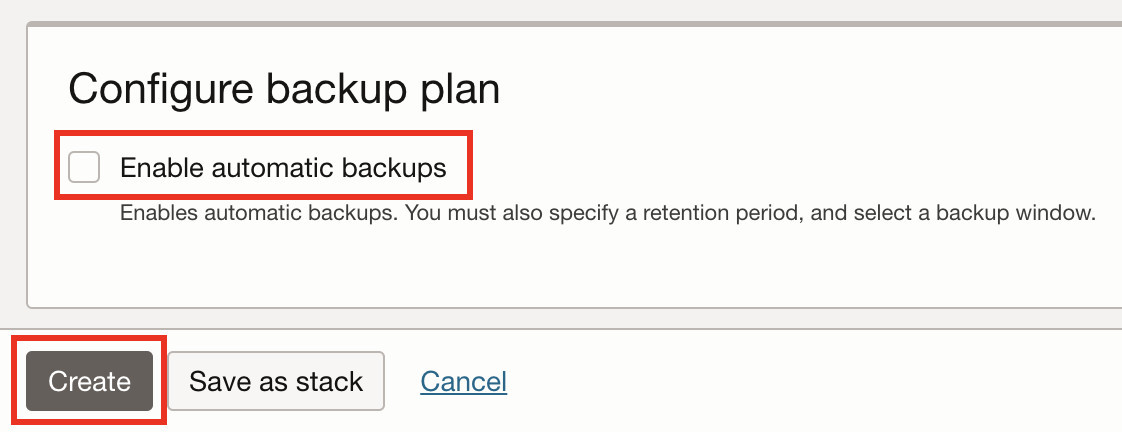 Configure backup plan
Enable automatic backups
Enables automatic backups. You must also specify a retention period, and select a backup window.
Create Save as stack Cancel